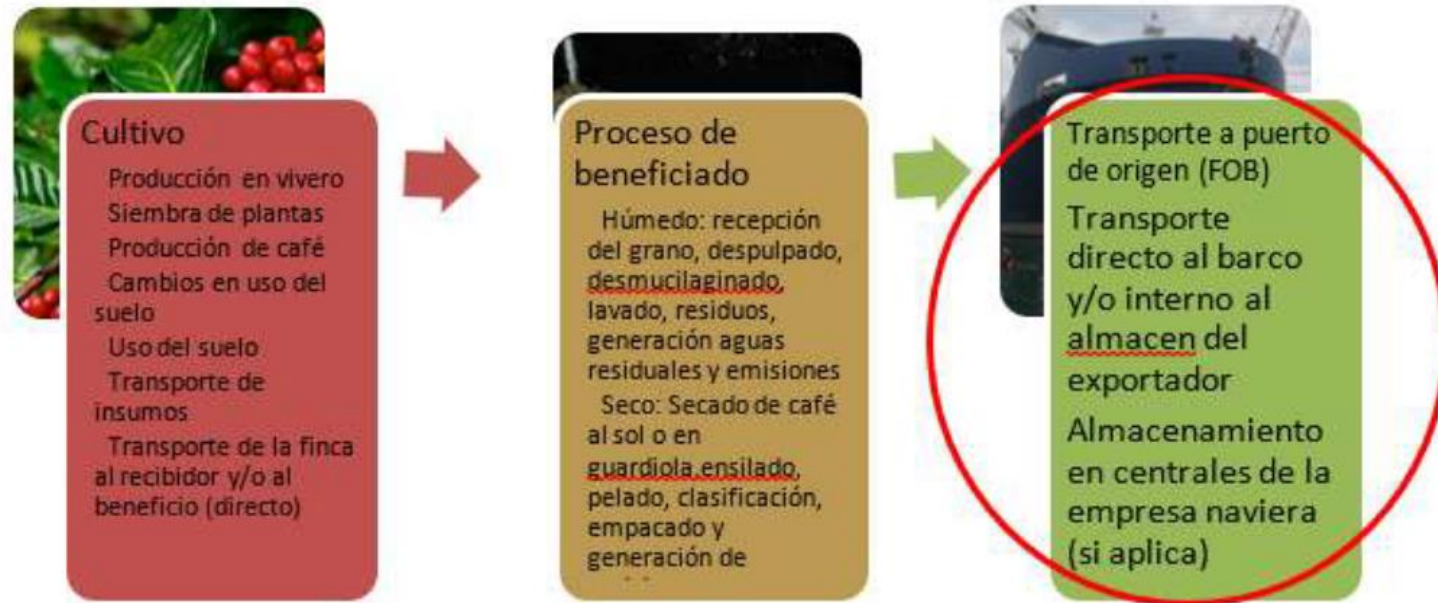 Cultivo
Producción en vivero
Siembra de plantas
Producción de café
Cambios en uso del
suelo
Uso del suelo
Transporte de
insumos
Transporte de la finca
al recibidor y/o al
beneficio (directo)
Proceso de
beneficiado
Húmedo: recepción
del grano, despulpado,
desmucilaginado,
lavado, residuos,
generación aguas
residuales y emisiones
Seco: Secado de café
al sol o en
guardiola,ensilado,
pelado, clasificación,
empacado y
generación de
Transporte a puerto
de origen (FOB)
Transporte
directo al barco
y/o interno al
almacen del
exportador
Almacenamiento
en centrales de la
empresa naviera
(si aplica)